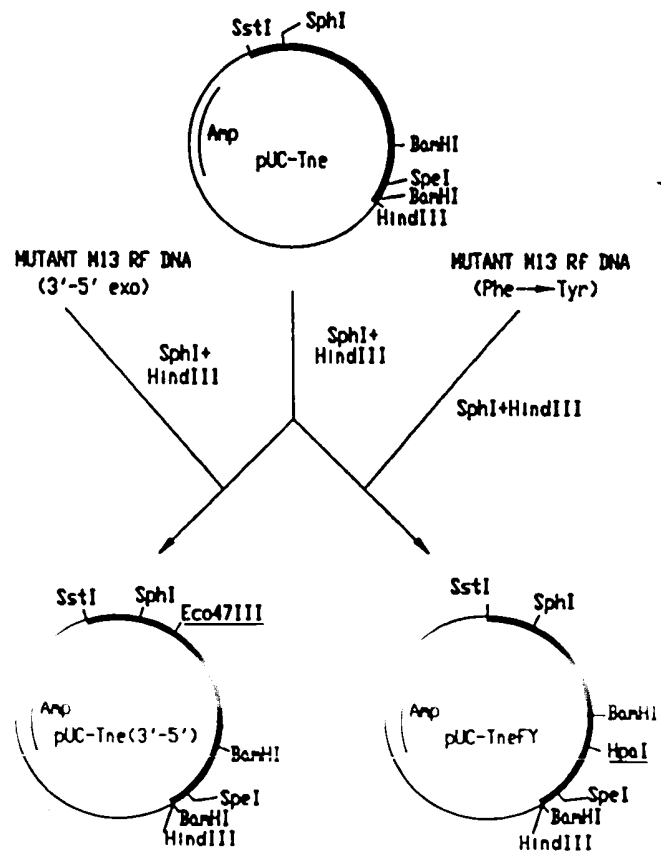 SstI
SphI
Amp
pUC-Tne
BamHI
SpeI
BamHI
HindIII
MUTANT M13 RF DNA
(3'-5' exo)
MUTANT M13 RF DNA
(Phe→Tyr)
SphI+
HindIII
SphI+
HindIII
SphI+HindIII
SstI
SphI
Eco47III
Amp
pUC-Tne(3'-5')
BamHI
SpeI
BamHI
HindIII
SstI
SphI
Amp
pUC-TneFY
BamHI
HpaI
SpeI
BamHI
HindIII